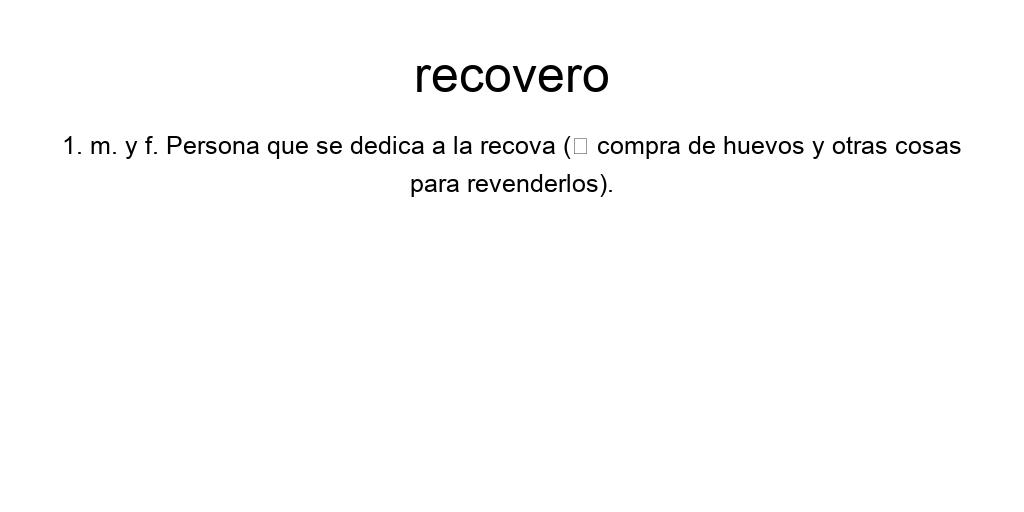 recovero
1. m. y f. Persona que se dedica a la recova (□ compra de huevos y otras cosas
para revenderlos).